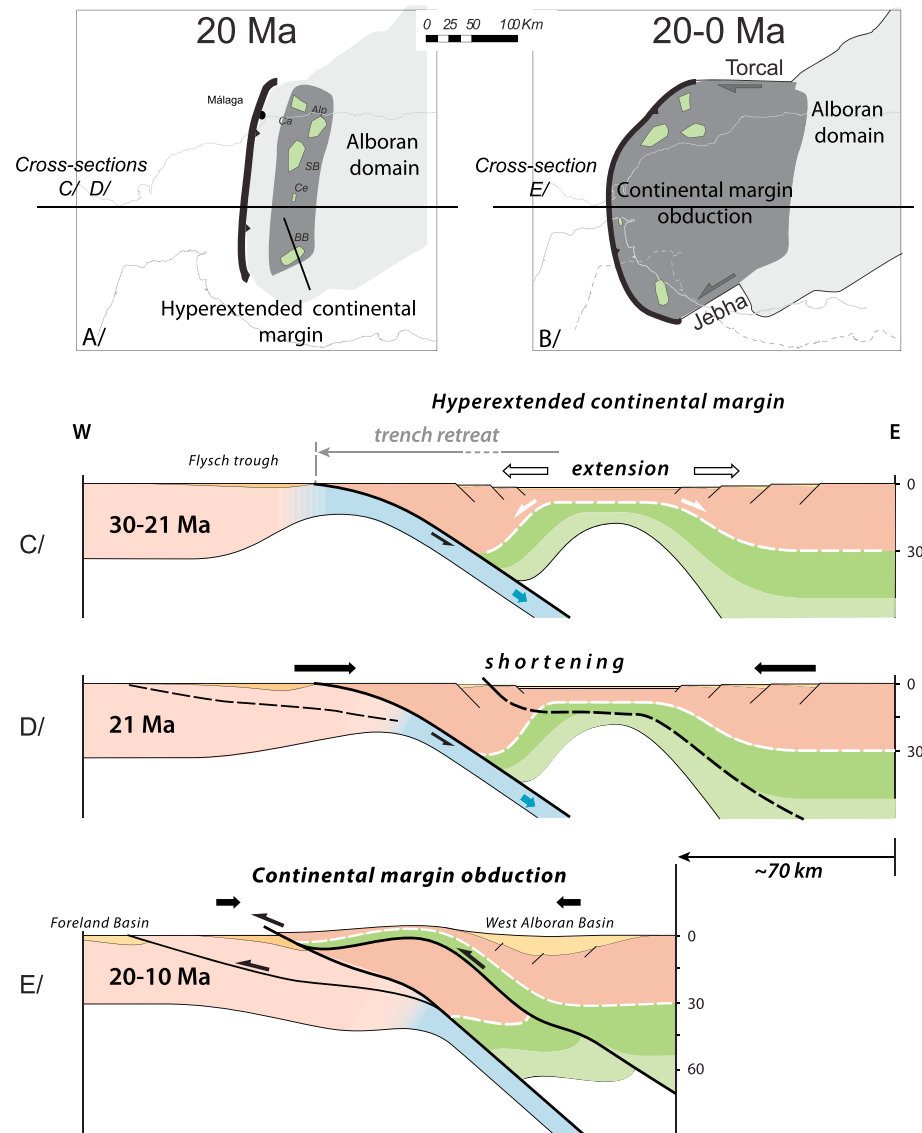 20 Ma
0 25 50 100 Km
20-0 Ma
Torcal
Málaga
Ca
Alp
SB
Ce
BB
Alboran
domain
Cross-sections
C/ D/
Hyperextended continental
margin
A/
Alboran
domain
Cross-section
E/
Continental margin
obduction
Jebha
B/
Hyperextended continental margin
W
E
trench retreat
Flysch trough
extension
0
30-21 Ma
C/
30
shortening
0
21 Ma
D/
30
~70 km
Continental margin obduction
Foreland Basin
West Alboran Basin
0
20-10 Ma
E/
30
60